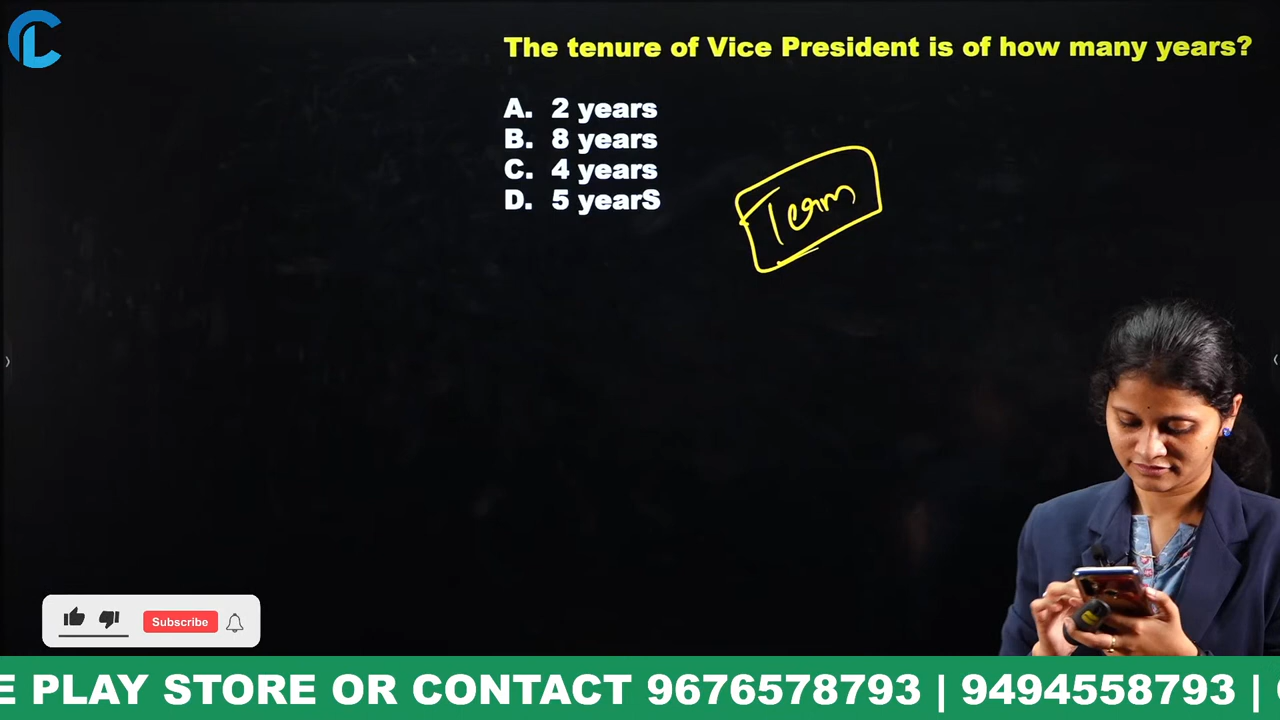 The tenure of Vice President is of how many years?
A. 2 years
B. 8 years
C. 4 years
D. 5 yearS
Term
Subscribe
E PLAY STORE OR CONTACT 9676578793 | 9494558793 |